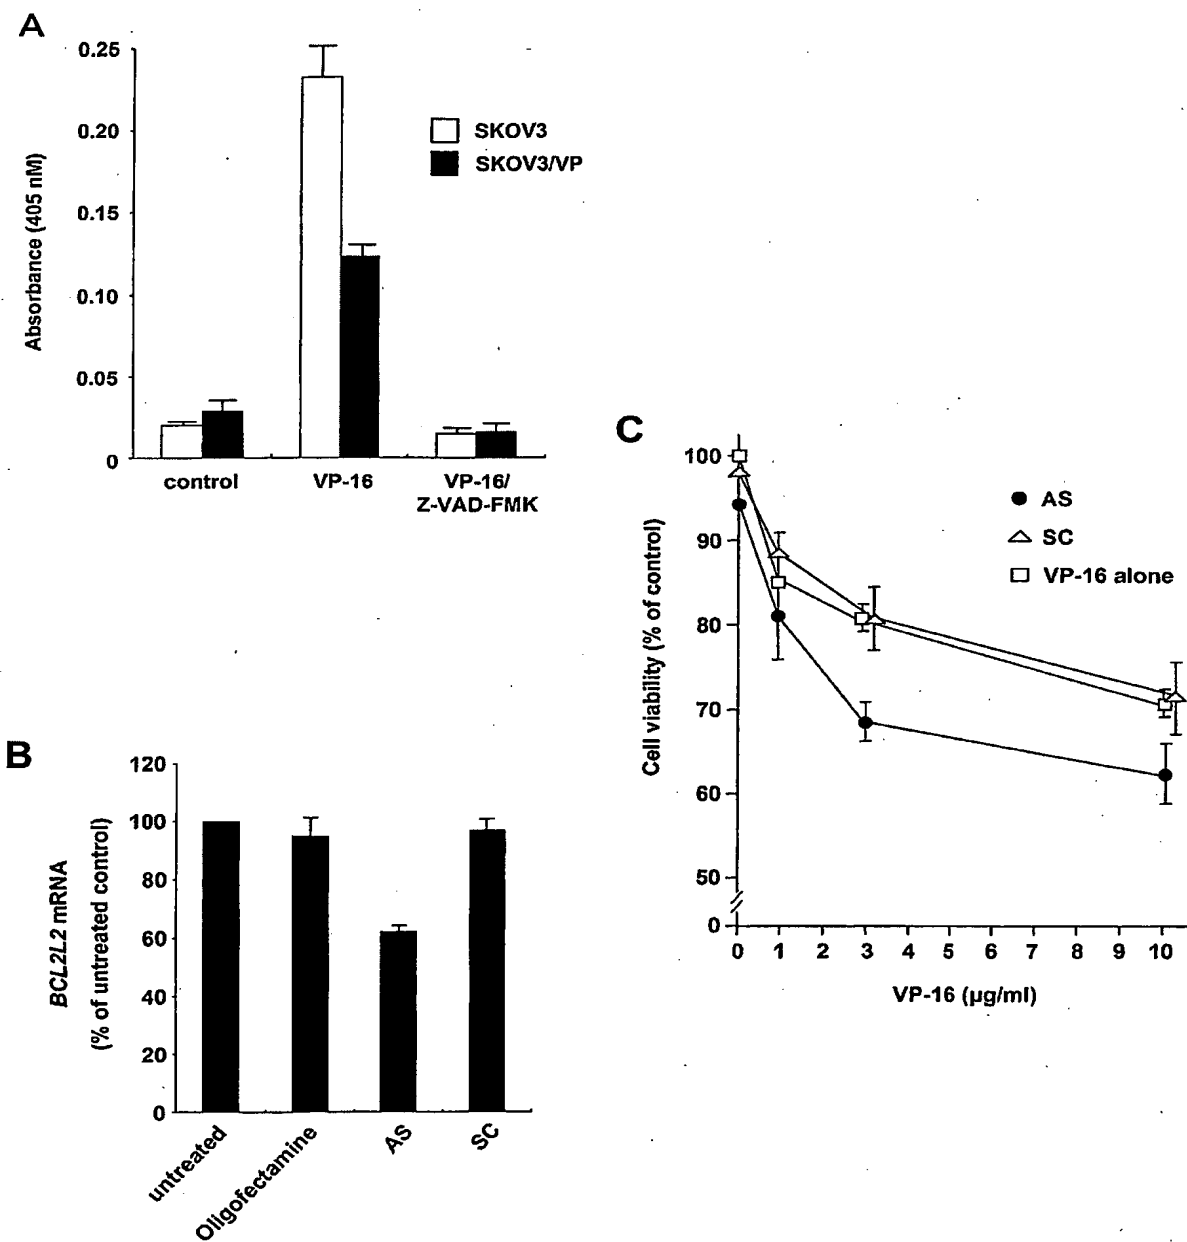 A
0.25
0.20
0.15
0.10
0.05
0
Absorbance (405 nM)
SKOV3
SKOV3/VP
control
VP-16
VP-16/
Z-VAD-FMK
B
120
100
80
60
40
20
0
BCL2L2 mRNA
(% of untreated control)
untreated
Oligofectamine
AS
SC
C
100
90
80
70
60
50
0
Cell viability (% of control)
AS
SC
VP-16 alone
0 1 2 3 4 5 6 7 8 9 10
VP-16 (µg/ml)